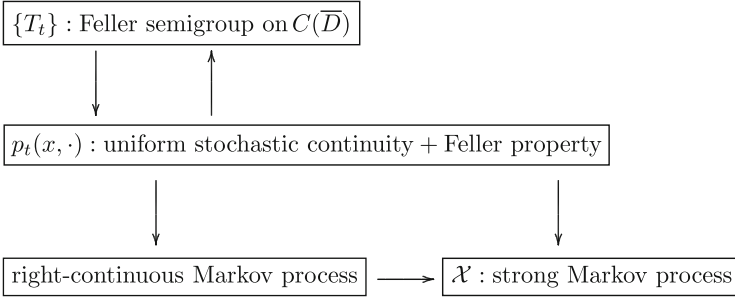 {T_t} : Feller semigroup on C(D̅)
p_t(x, ·) : uniform stochastic continuity + Feller property
right-continuous Markov process
𝒳 : strong Markov process